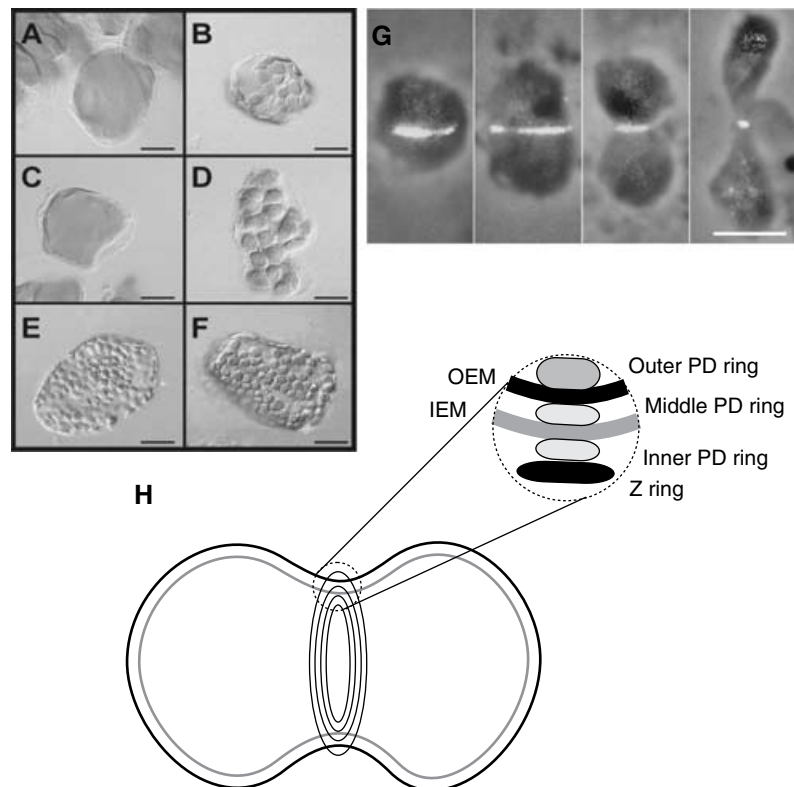 A
B
C
D
E
F
G
H
OEM
IEM
Outer PD ring
Middle PD ring
Inner PD ring
Z ring